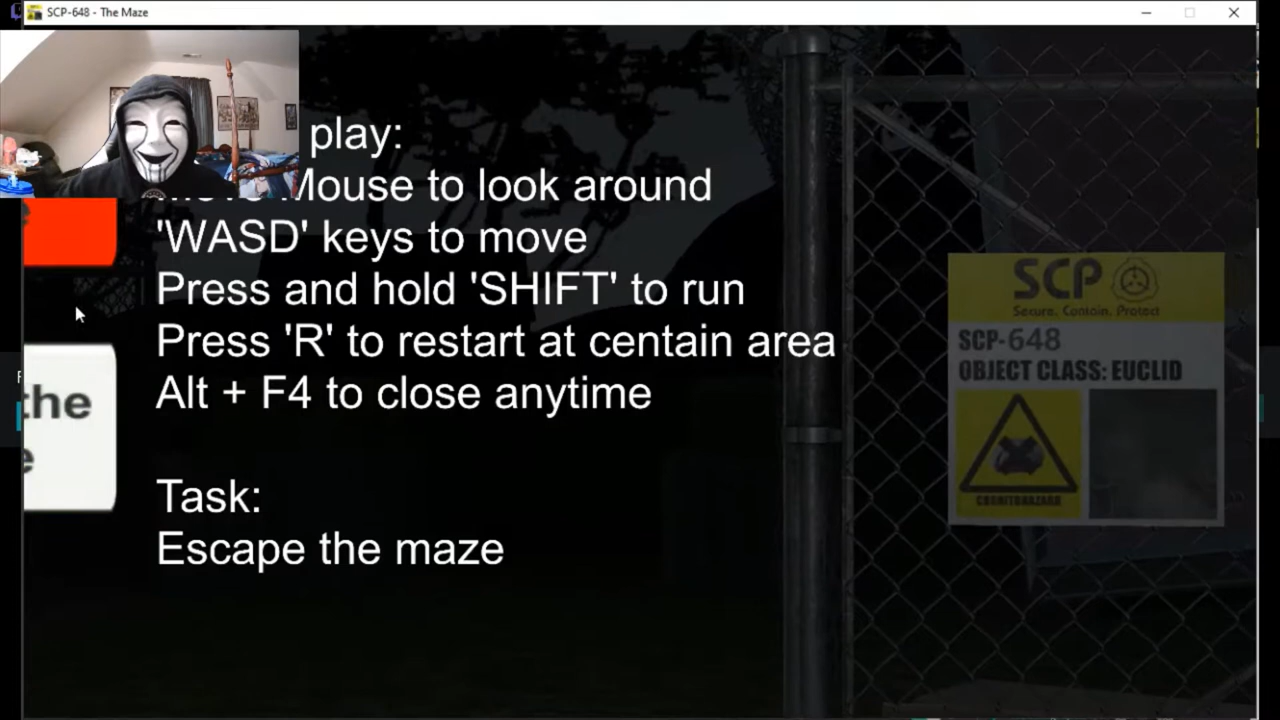 SCP-648 - The Maze
play:
Mouse to look around
'WASD' keys to move
Press and hold 'SHIFT' to run
Press 'R' to restart at centain area
Alt + F4 to close anytime
Task:
Escape the maze
the
e
SCP
Secure. Contain. Protect
SCP-648
OBJECT CLASS: EUCLID
COGNITOHAZARD